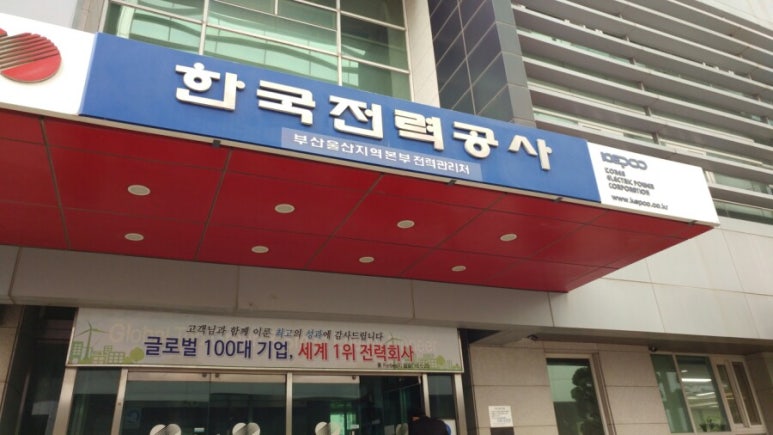 한국전력공사
부산울산지역본부 전력관리처
KEPCO
KOREA
ELECTRIC POWER
CORPORATION
www.kepco.co.kr
고객님과 함께 이룬 최고의 성과에 감사드립니다
글로벌 100대 기업, 세계 1위 전력회사